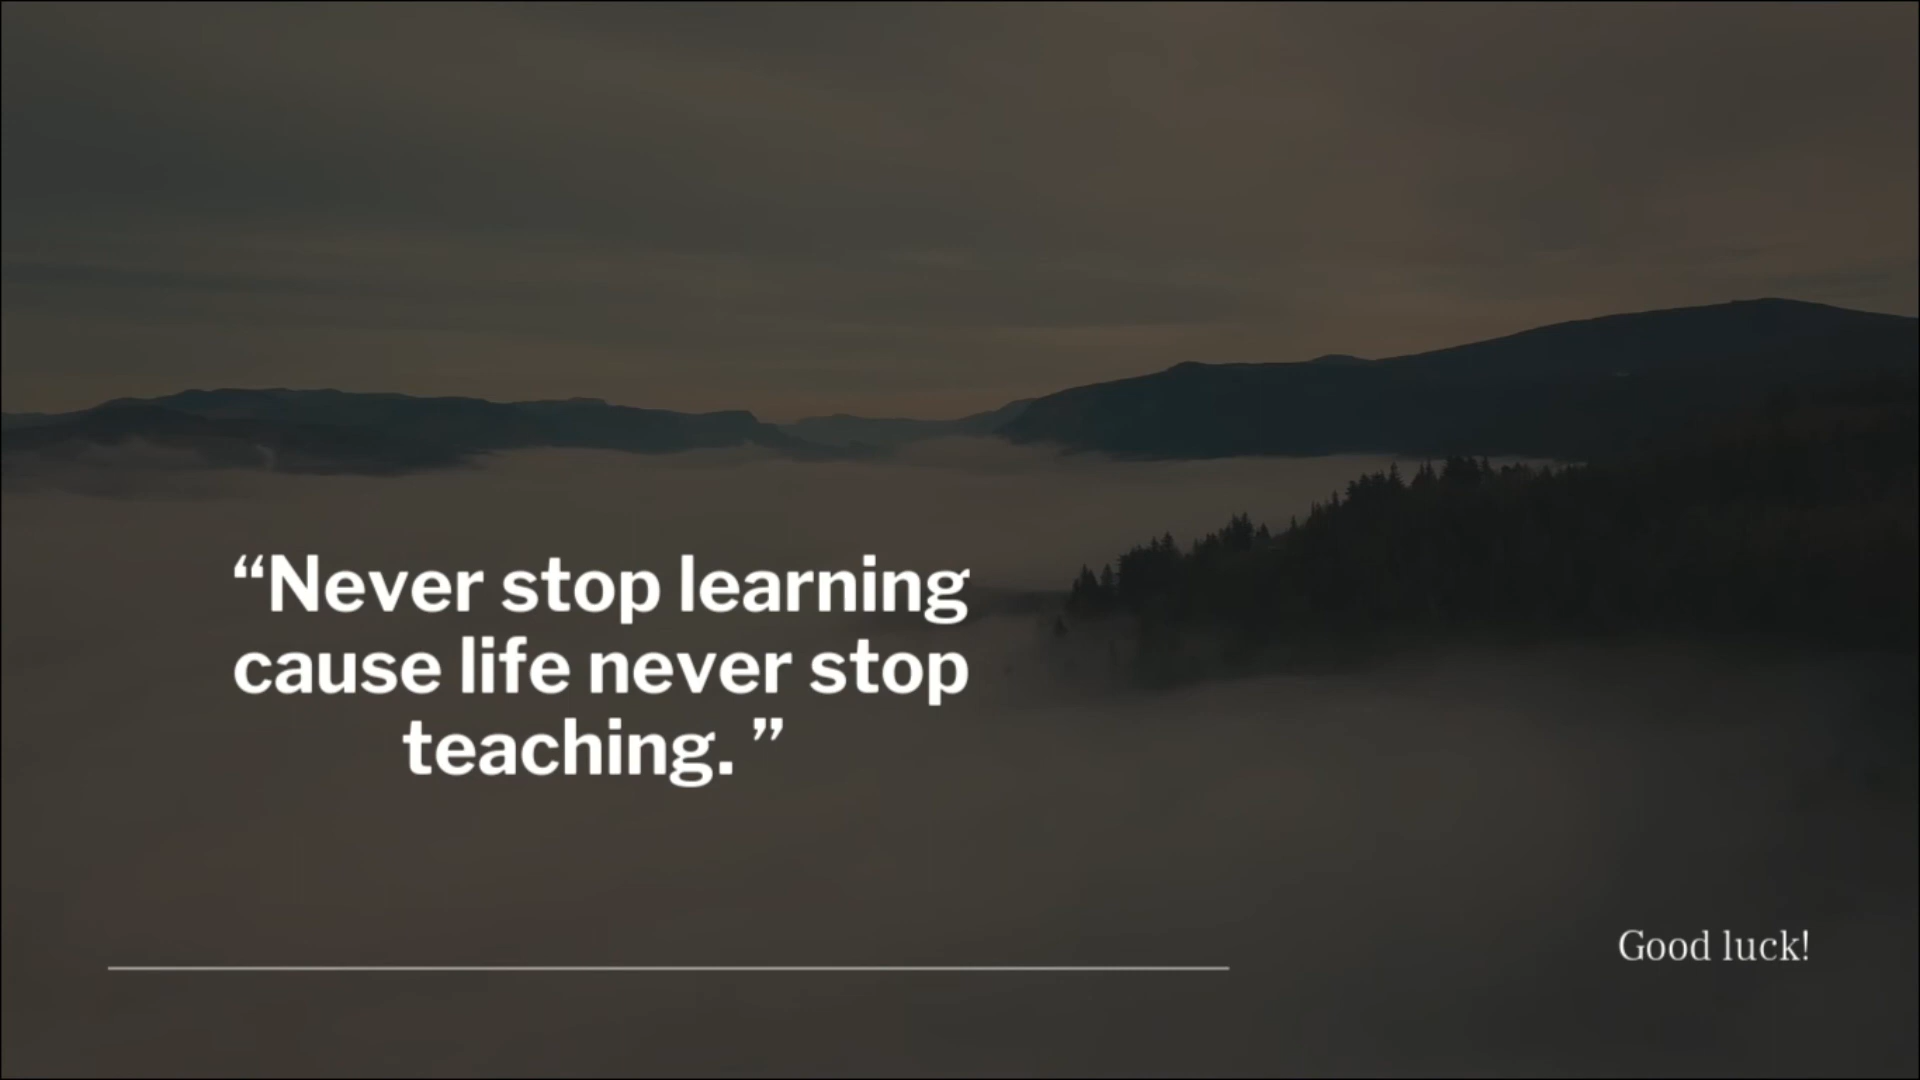 “Never stop learning
cause life never stop
teaching. ”
Good luck!